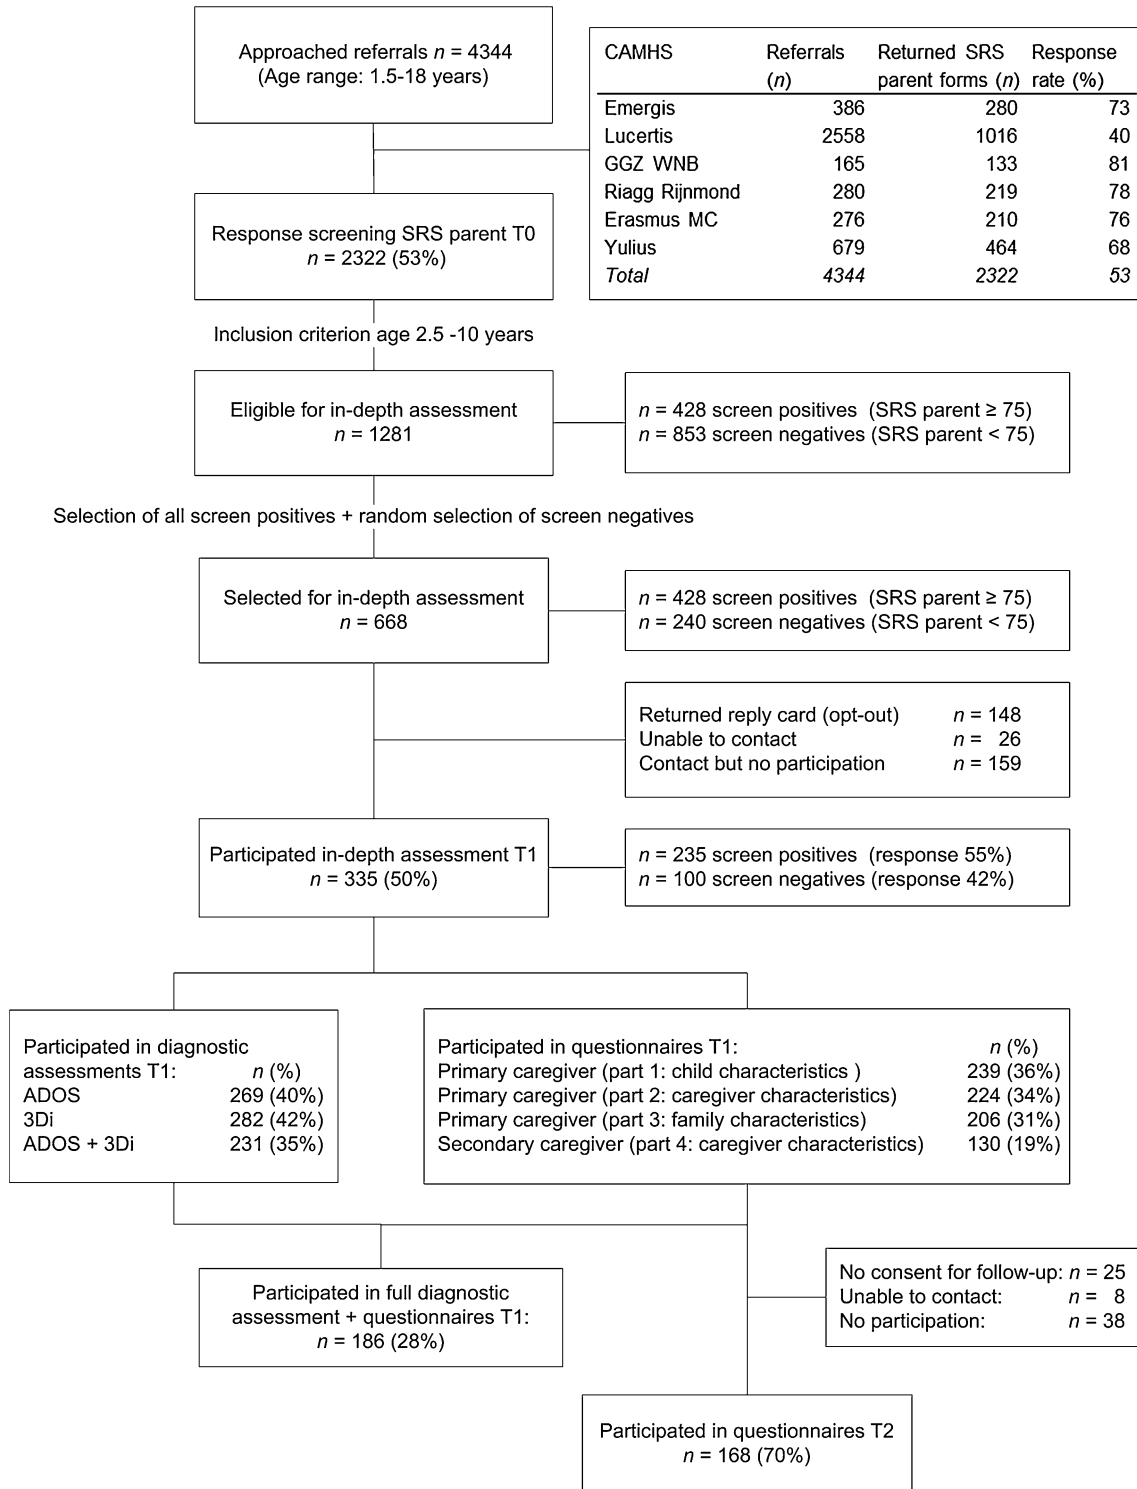 Approached referrals n = 4344
(Age range: 1.5-18 years)
CAMHS Referrals Returned SRS Response
(n) parent forms (n) rate (%)
Emergis 386 280 73
Lucertis 2558 1016 40
GGZ WNB 165 133 81
Riagg Rijnmond 280 219 78
Erasmus MC 276 210 76
Yulius 679 464 68
Total 4344 2322 53
Response screening SRS parent T0
n = 2322 (53%)
Inclusion criterion age 2.5 -10 years
Eligible for in-depth assessment
n = 1281
n = 428 screen positives (SRS parent ≥ 75)
n = 853 screen negatives (SRS parent < 75)
Selection of all screen positives + random selection of screen negatives
Selected for in-depth assessment
n = 668
n = 428 screen positives (SRS parent ≥ 75)
n = 240 screen negatives (SRS parent < 75)
Returned reply card (opt-out) n = 148
Unable to contact n = 26
Contact but no participation n = 159
Participated in-depth assessment T1
n = 335 (50%)
n = 235 screen positives (response 55%)
n = 100 screen negatives (response 42%)
Participated in diagnostic
assessments T1: n (%)
ADOS 269 (40%)
3Di 282 (42%)
ADOS + 3Di 231 (35%)
Participated in questionnaires T1: n (%)
Primary caregiver (part 1: child characteristics ) 239 (36%)
Primary caregiver (part 2: caregiver characteristics) 224 (34%)
Primary caregiver (part 3: family characteristics) 206 (31%)
Secondary caregiver (part 4: caregiver characteristics) 130 (19%)
Participated in full diagnostic
assessment + questionnaires T1:
n = 186 (28%)
No consent for follow-up: n = 25
Unable to contact: n = 8
No participation: n = 38
Participated in questionnaires T2
n = 168 (70%)